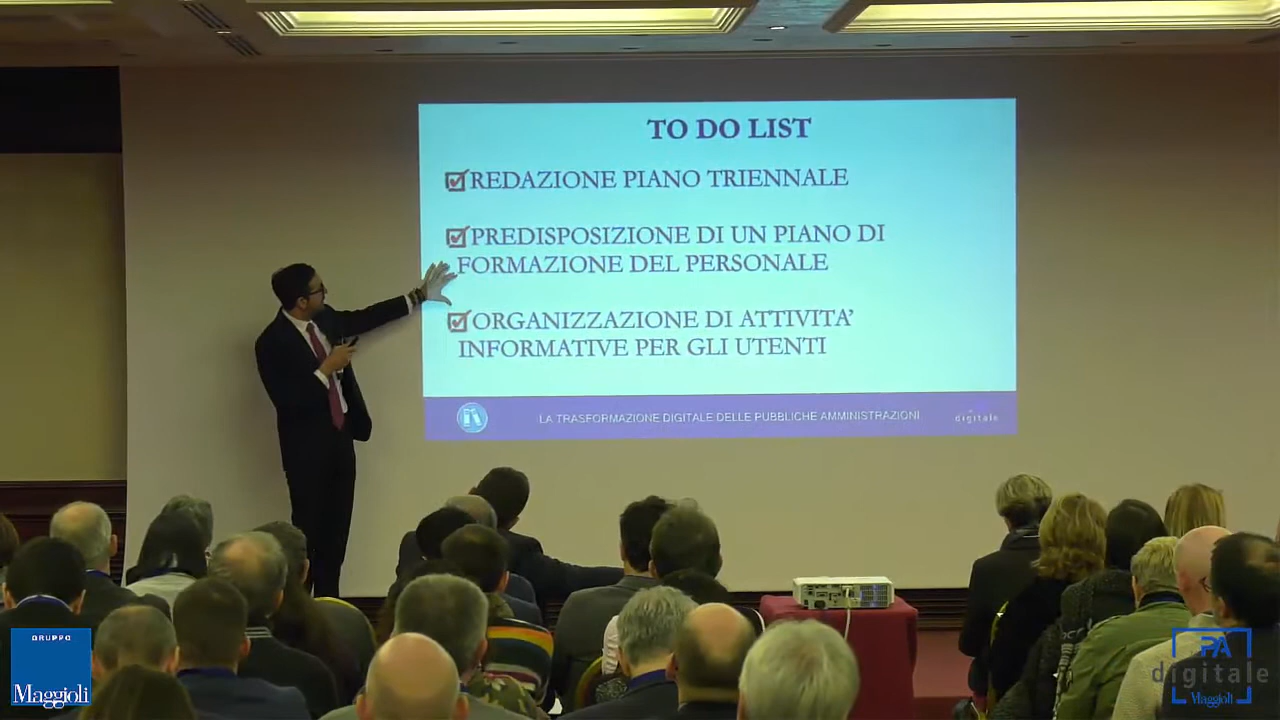 TO DO LIST
REDAZIONE PIANO TRIENNALE
PREDISPOSIZIONE DI UN PIANO DI
FORMAZIONE DEL PERSONALE
ORGANIZZAZIONE DI ATTIVITA'
INFORMATIVE PER GLI UTENTI
LA TRASFORMAZIONE DIGITALE DELLE PUBBLICHE AMMINISTRAZIONI
digitale
GRUPPO
Maggioli
PA
digitale
Maggioli